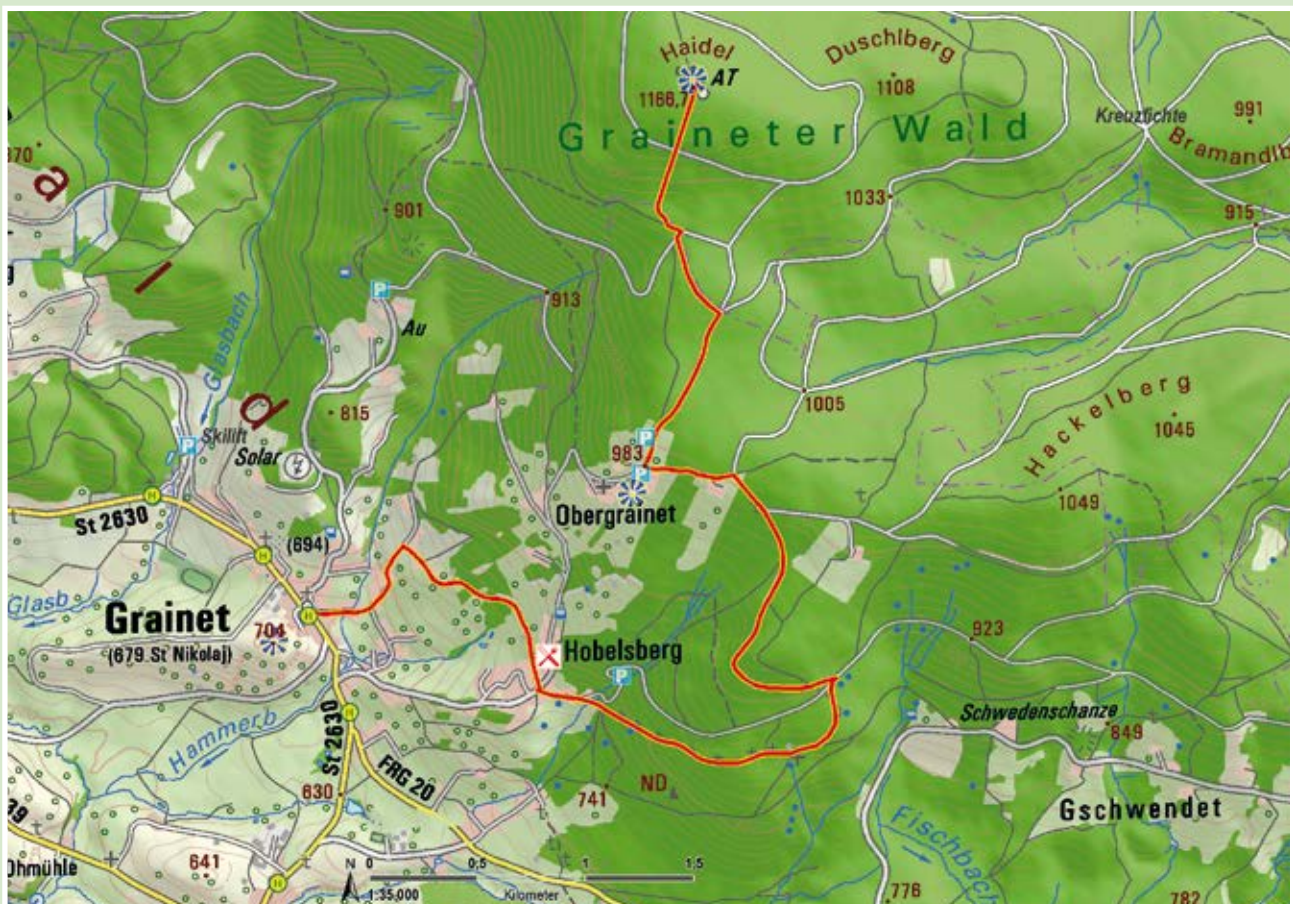 Haidel
AT
1166,7
Duschlberg
1108
Kreuzfichte
991
Bramandlb
Graineter Wald
870
a
l
d
901
1033
915
P
Au
913
Glasbach
815
1005
Hackelberg
1045
P
Skilift
Solar
983
P
P
1049
Obergrainet
H
St 2630
H
(694)
Glasb
Grainet
H
704
(679.St Nikolaj)
Hobelsberg
P
923
Hammerb
St 2630
H
Schwedenschanze
849
FRG 20
630
741
ND
Gschwendet
39
Fischbach
641
Ohmühle
H
N
0
0,5
1
1,5
1:35.000
Kilometer
776
782